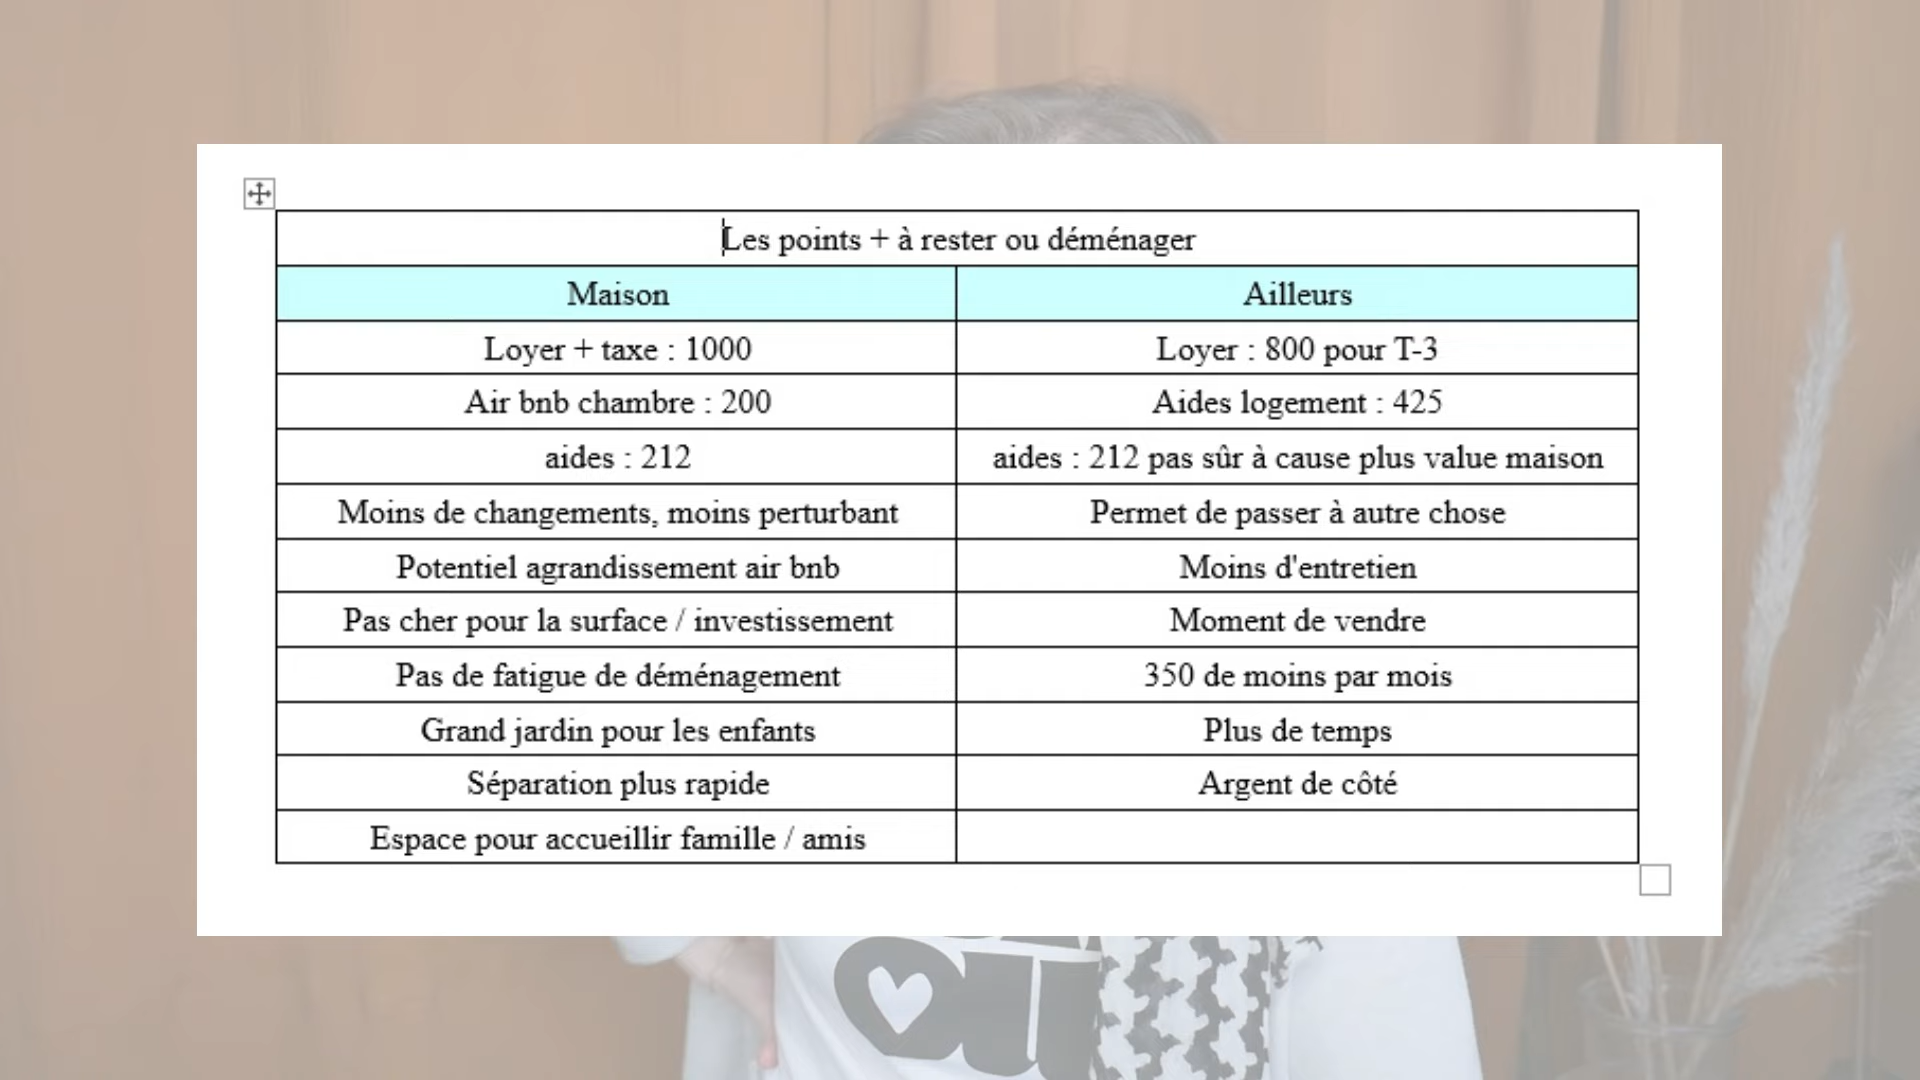 Les points + à rester ou déménager
Maison Ailleurs
Loyer + taxe : 1000 Loyer : 800 pour T-3
Air bnb chambre : 200 Aides logement : 425
aides : 212 aides : 212 pas sûr à cause plus value maison
Moins de changements, moins perturbant Permet de passer à autre chose
Potentiel agrandissement air bnb Moins d'entretien
Pas cher pour la surface / investissement Moment de vendre
Pas de fatigue de déménagement 350 de moins par mois
Grand jardin pour les enfants Plus de temps
Séparation plus rapide Argent de côté
Espace pour accueillir famille / amis